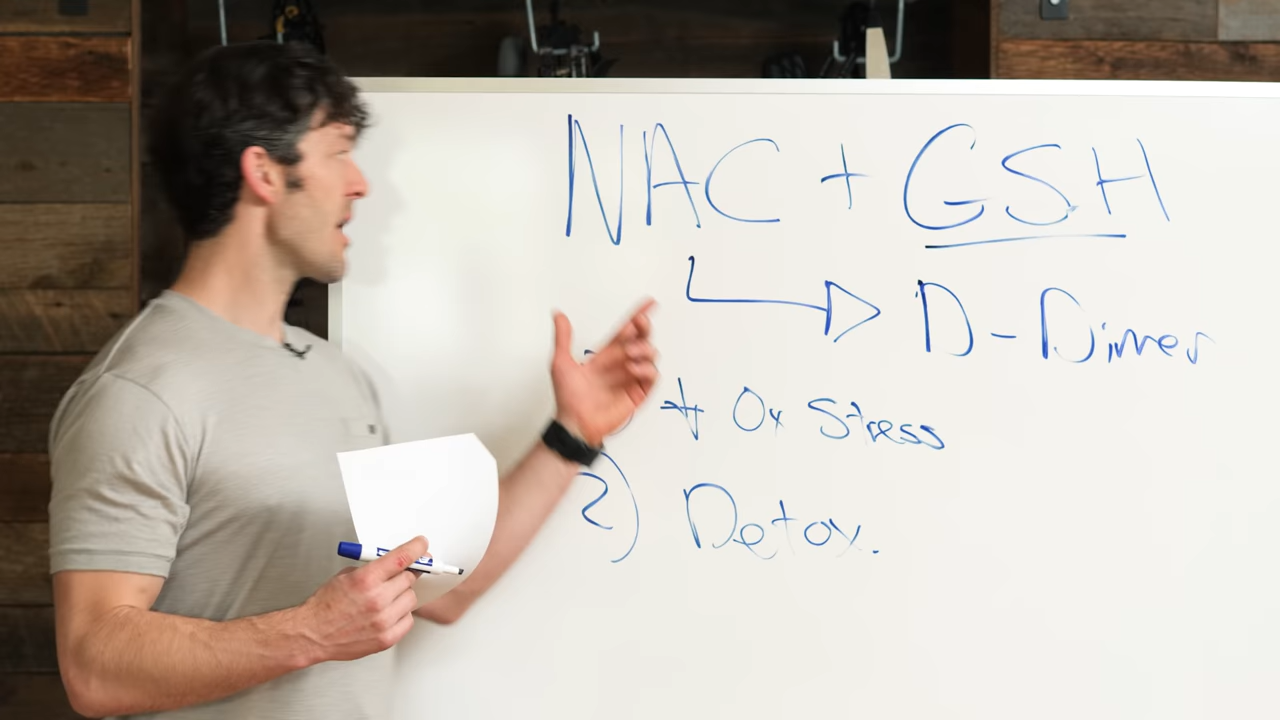 NAC + GSH
D-Dimer
↓ Ox Stress
2) Detox.